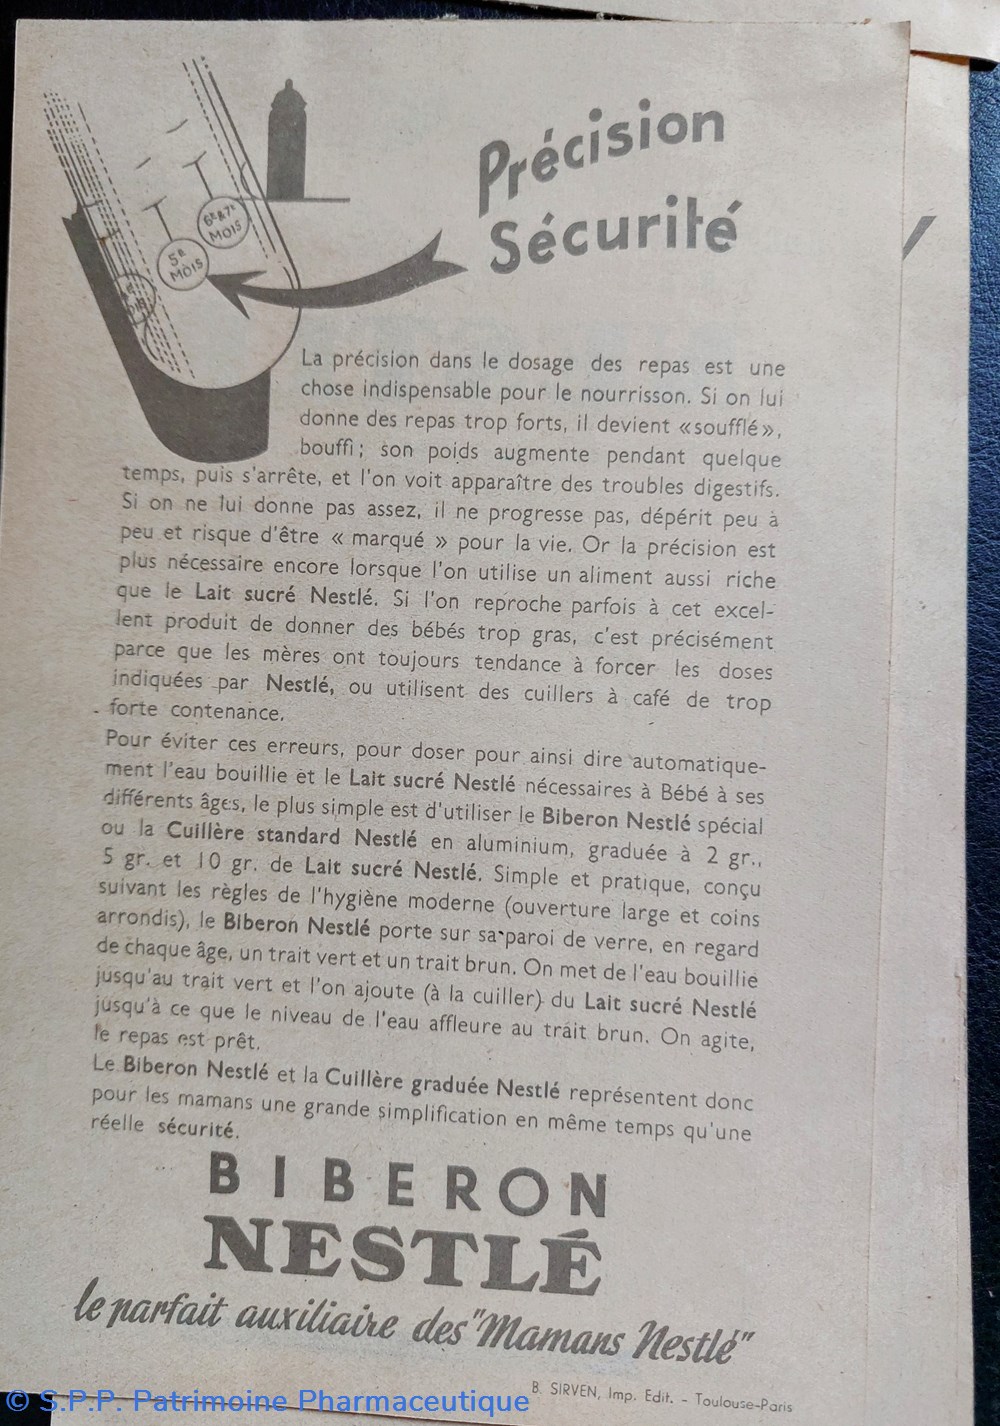 Précision
Sécurité
6e & 7e
MOIS
5e
MOIS
La précision dans le dosage des repas est une
chose indispensable pour le nourrisson. Si on lui
donne des repas trop forts, il devient «soufflé»,
bouffi; son poids augmente pendant quelque
temps, puis s'arrête, et l'on voit apparaître des troubles digestifs.
Si on ne lui donne pas assez, il ne progresse pas, dépérit peu à
peu et risque d'être « marqué » pour la vie. Or la précision est
plus nécessaire encore lorsque l'on utilise un aliment aussi riche
que le Lait sucré Nestlé. Si l'on reproche parfois à cet excel-
lent produit de donner des bébés trop gras, c'est précisément
parce que les mères ont toujours tendance à forcer les doses
indiquées par Nestlé, ou utilisent des cuillers à café de trop
forte contenance.
Pour éviter ces erreurs, pour doser pour ainsi dire automatique-
ment l'eau bouillie et le Lait sucré Nestlé nécessaires à Bébé à ses
différents âges, le plus simple est d'utiliser le Biberon Nestlé spécial
ou la Cuillère standard Nestlé en aluminium, graduée à 2 gr.,
5 gr. et 10 gr. de Lait sucré Nestlé. Simple et pratique, conçu
suivant les règles de l'hygiène moderne (ouverture large et coins
arrondis), le Biberon Nestlé porte sur sa paroi de verre, en regard
de chaque âge, un trait vert et un trait brun. On met de l'eau bouillie
jusqu'au trait vert et l'on ajoute (à la cuiller) du Lait sucré Nestlé
jusqu'à ce que le niveau de l'eau affleure au trait brun. On agite,
le repas est prêt.
Le Biberon Nestlé et la Cuillère graduée Nestlé représentent donc
pour les mamans une grande simplification en même temps qu'une
réelle sécurité.
BIBERON
NESTLÉ
le parfait auxiliaire des "Mamans Nestlé"
B. SIRVEN, Imp. Edit. - Toulouse-Paris
© S.P.P. Patrimoine Pharmaceutique